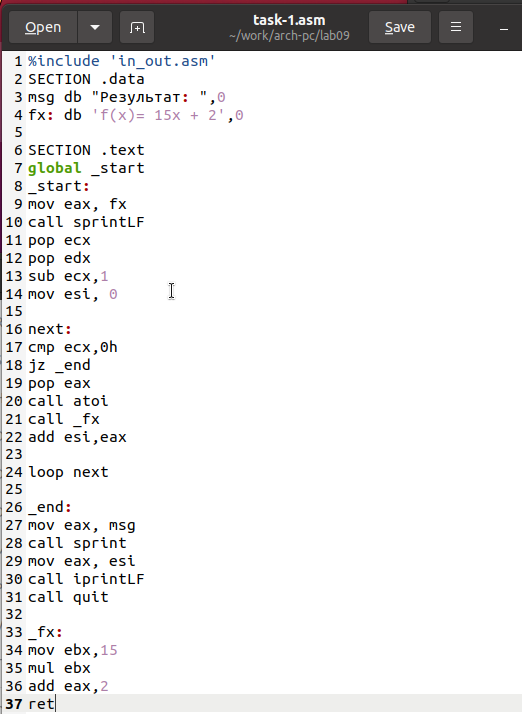 Open
task-1.asm
~/work/arch-pc/lab09
Save
1 %include 'in_out.asm'
2 SECTION .data
3 msg db "Результат: ",0
4 fx: db 'f(x)= 15x + 2',0
5
6 SECTION .text
7 global _start
8 _start:
9 mov eax, fx
10 call sprintLF
11 pop ecx
12 pop edx
13 sub ecx,1
14 mov esi, 0
15
16 next:
17 cmp ecx,0h
18 jz _end
19 pop eax
20 call atoi
21 call _fx
22 add esi,eax
23
24 loop next
25
26 _end:
27 mov eax, msg
28 call sprint
29 mov eax, esi
30 call iprintLF
31 call quit
32
33 _fx:
34 mov ebx,15
35 mul ebx
36 add eax,2
37 ret